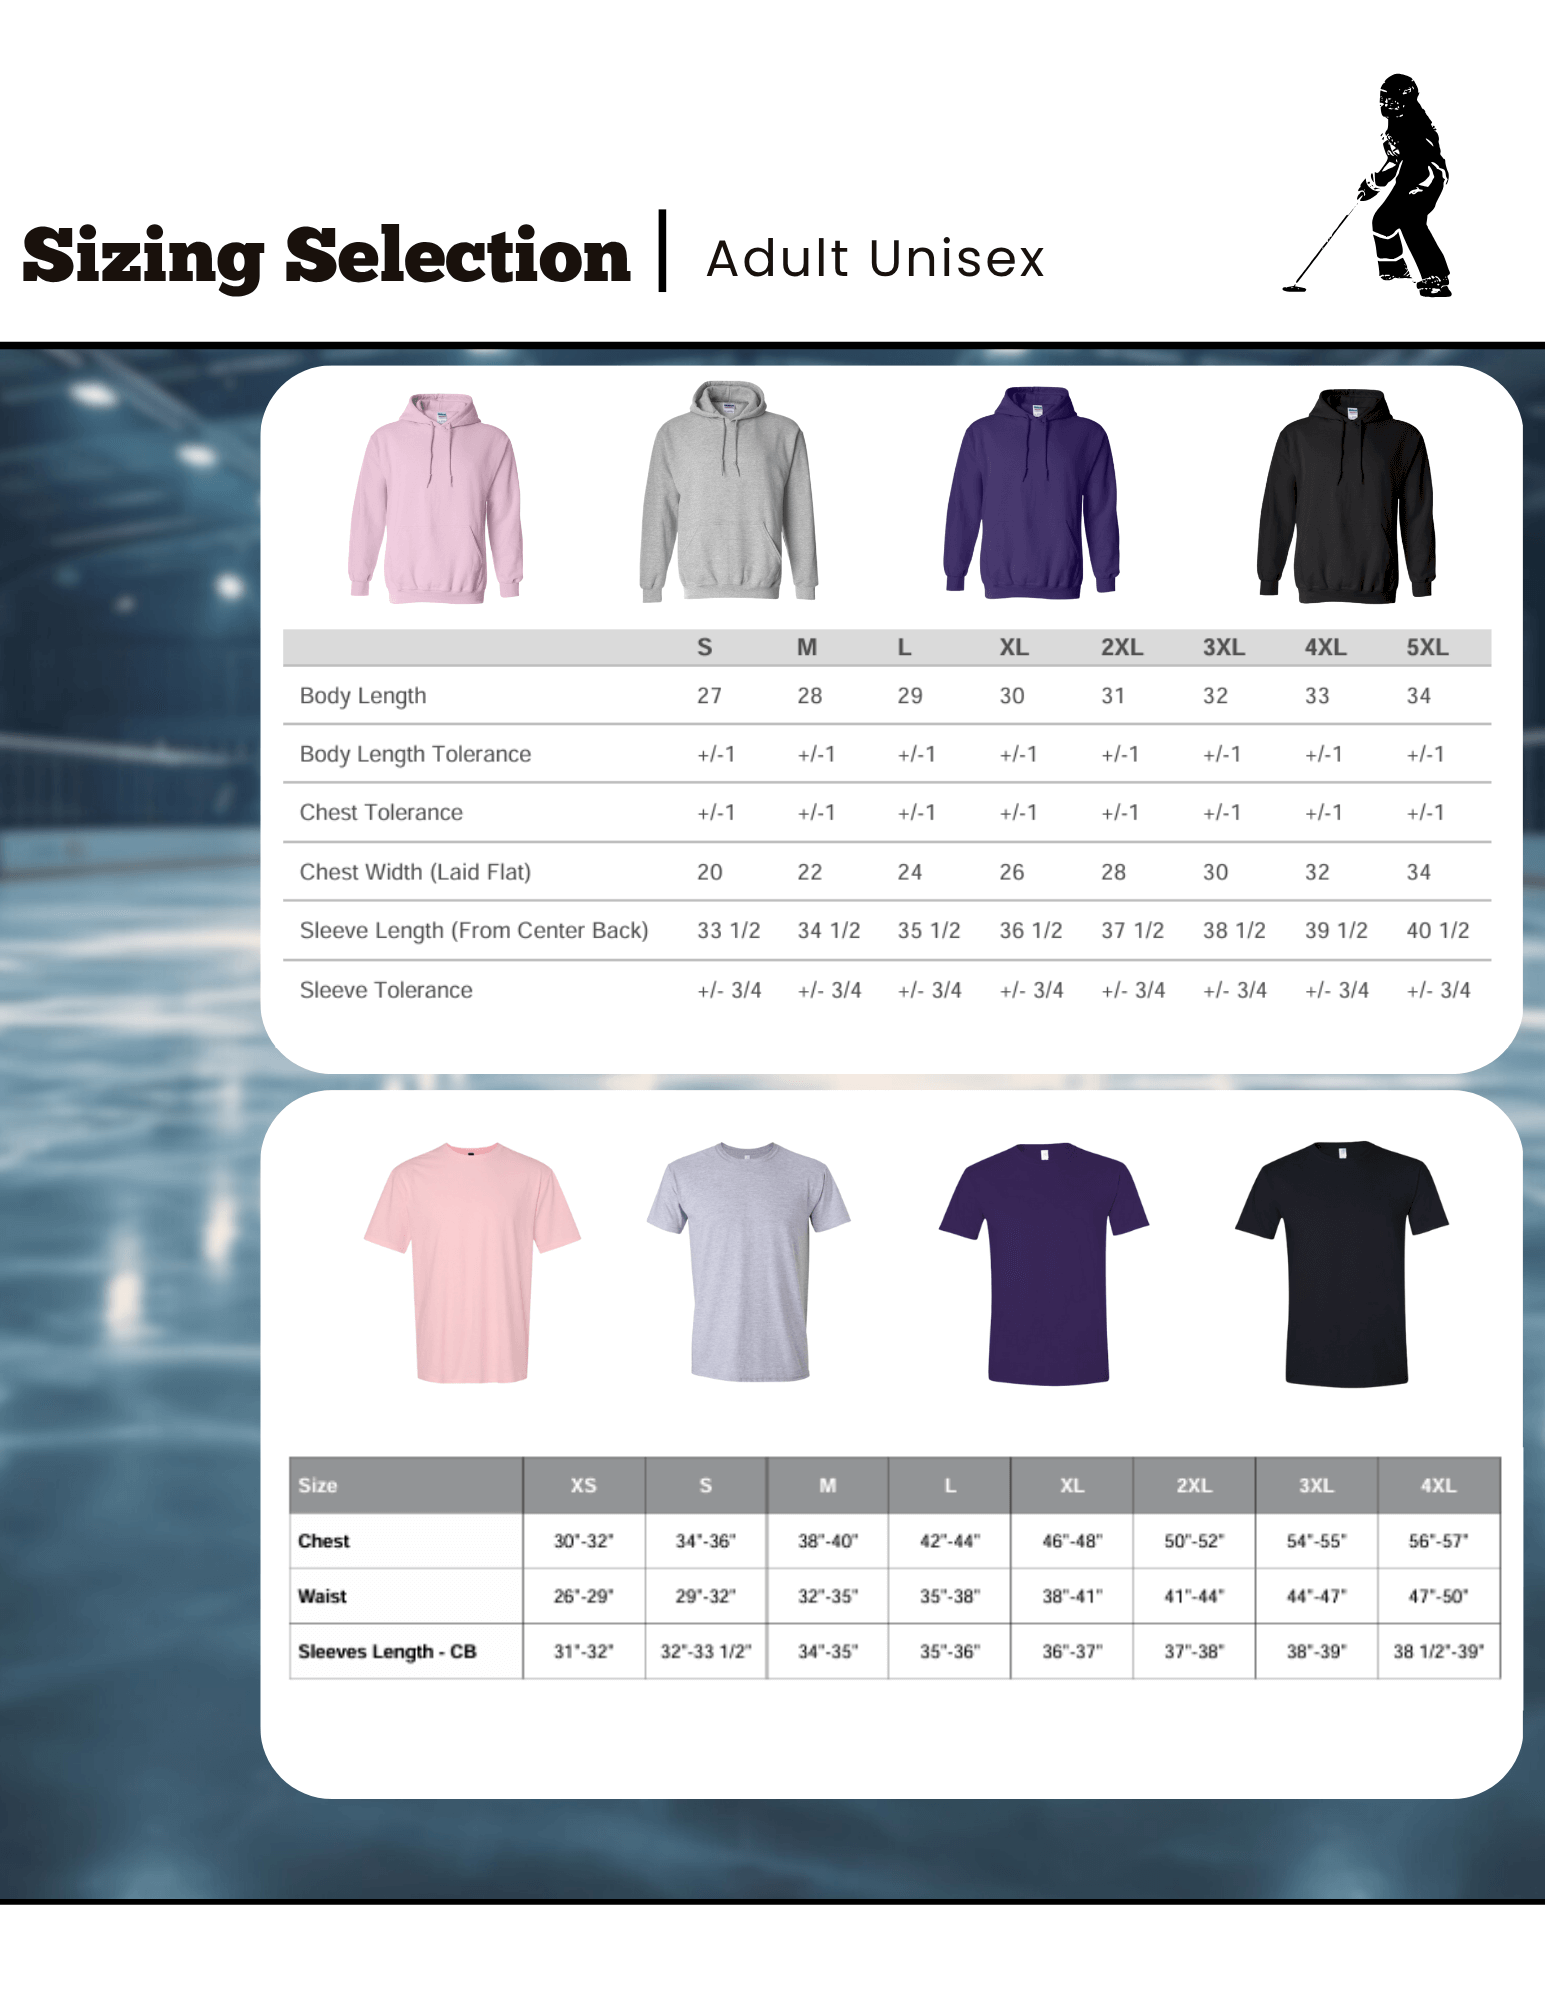 Sizing Selection | Adult Unisex
S M L XL 2XL 3XL 4XL 5XL
Body Length 27 28 29 30 31 32 33 34
Body Length Tolerance +/-1 +/-1 +/-1 +/-1 +/-1 +/-1 +/-1 +/-1
Chest Tolerance +/-1 +/-1 +/-1 +/-1 +/-1 +/-1 +/-1 +/-1
Chest Width (Laid Flat) 20 22 24 26 28 30 32 34
Sleeve Length (From Center Back) 33 1/2 34 1/2 35 1/2 36 1/2 37 1/2 38 1/2 39 1/2 40 1/2
Sleeve Tolerance +/- 3/4 +/- 3/4 +/- 3/4 +/- 3/4 +/- 3/4 +/- 3/4 +/- 3/4 +/- 3/4
Size XS S M L XL 2XL 3XL 4XL
Chest 30"-32" 34"-36" 38"-40" 42"-44" 46"-48" 50"-52" 54"-55" 56"-57"
Waist 26"-29" 29"-32" 32"-35" 35"-38" 38"-41" 41"-44" 44"-47" 47"-50"
Sleeves Length - CB 31"-32" 32"-33 1/2" 34"-35" 35"-36" 36"-37" 37"-38" 38"-39" 38 1/2"-39"